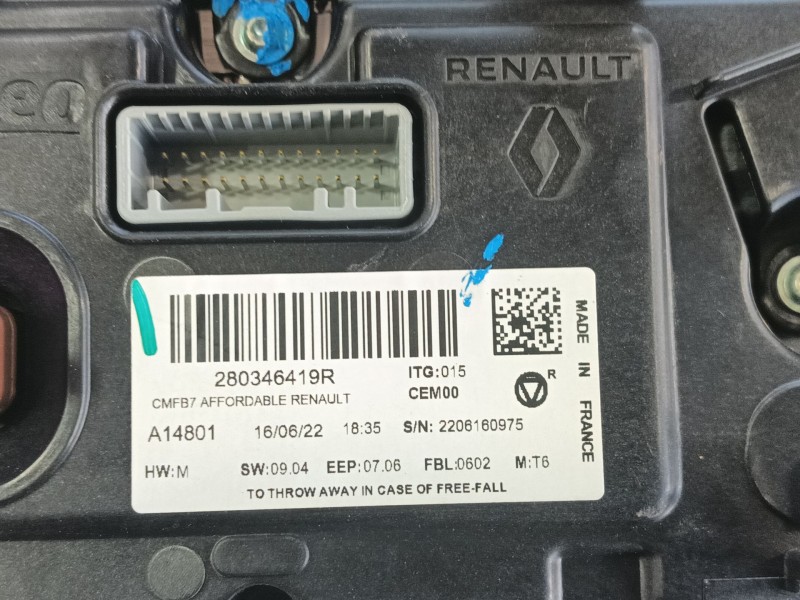 RENAULT
280346419R
ITG:015
CMFB7 AFFORDABLE RENAULT
CEM00
R
A14801 16/06/22 18:35 S/N: 2206160975
HW:M SW:09.04 EEP:07.06 FBL:0602 M:T6
TO THROW AWAY IN CASE OF FREE-FALL
MADE IN FRANCE